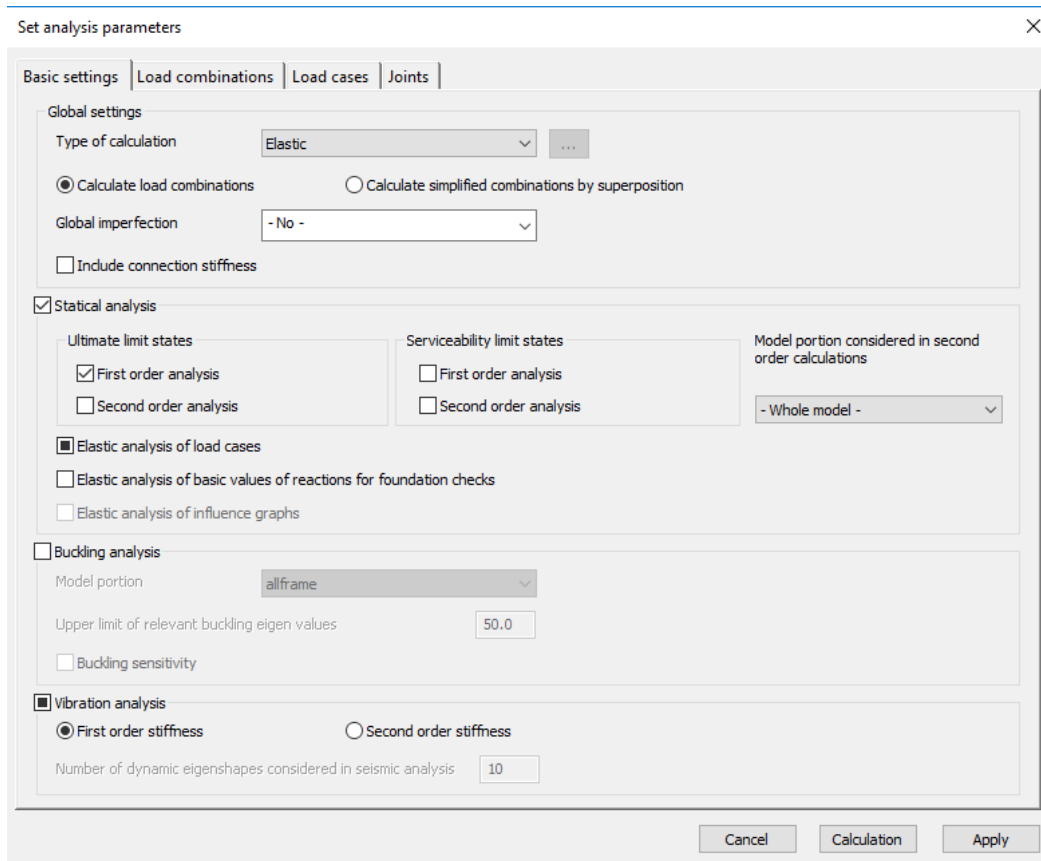 Set analysis parameters
Basic settings Load combinations Load cases Joints
Global settings
Type of calculation Elastic ...
Calculate load combinations Calculate simplified combinations by superposition
Global imperfection - No -
Include connection stiffness
Statical analysis
Ultimate limit states Serviceability limit states Model portion considered in second
order calculations
First order analysis First order analysis
Second order analysis Second order analysis - Whole model -
Elastic analysis of load cases
Elastic analysis of basic values of reactions for foundation checks
Elastic analysis of influence graphs
Buckling analysis
Model portion allframe
Upper limit of relevant buckling eigen values 50.0
Buckling sensitivity
Vibration analysis
First order stiffness Second order stiffness
Number of dynamic eigenshapes considered in seismic analysis 10
Cancel Calculation Apply